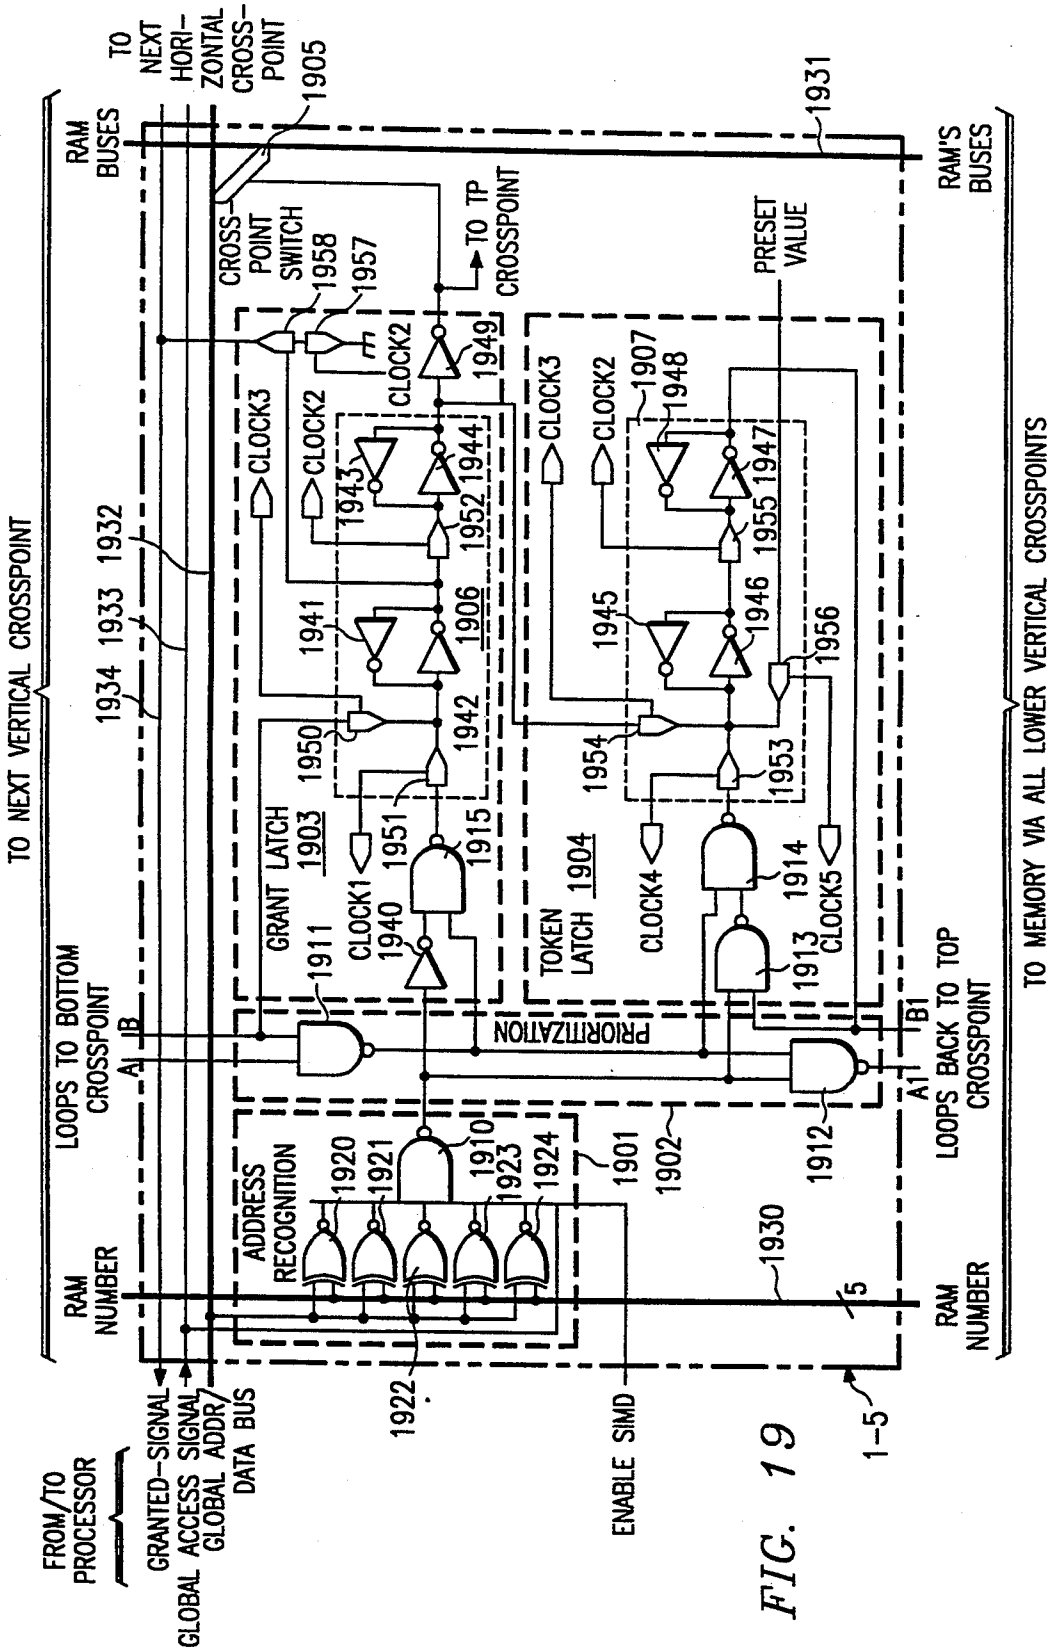 TO NEXT VERTICAL CROSSPOINT
FROM/TO
PROCESSOR
RAM
NUMBER
LOOPS TO BOTTOM
CROSSPOINT
A
B
1934
1933
1932
RAM
BUSES
TO
NEXT
HORI-
ZONTAL
CROSS-
POINT
GRANTED-SIGNAL
GLOBAL ACCESS SIGNAL
GLOBAL ADDR/
DATA BUS
1905
CROSS-
POINT
SWITCH
1958
1957
CLOCK2
ADDRESS
RECOGNITION
1920
1921
1910
1923
1924
1922
1901
1911
PRIORITIZATION
1902
1912
GRANT LATCH
1903
CLOCK1
1940
1951
1915
1950
1942
1941
1906
CLOCK3
CLOCK2
1943
1944
1952
1949
TO TP
CROSSPOINT
TOKEN
LATCH
1904
CLOCK4
1913
1914
CLOCK5
1953
1954
1945
1946
1956
CLOCK3
CLOCK2
1907
1948
1947
1955
PRESET
VALUE
1931
ENABLE SIMD
1930
5
1-5
RAM
NUMBER
A1
B1
LOOPS BACK TO TOP
CROSSPOINT
RAM'S
BUSES
TO MEMORY VIA ALL LOWER VERTICAL CROSSPOINTS
FIG. 19